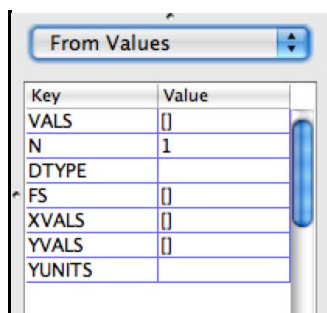 From Values
Key Value
VALS []
N 1
DTYPE
FS []
XVALS []
YVALS []
YUNITS